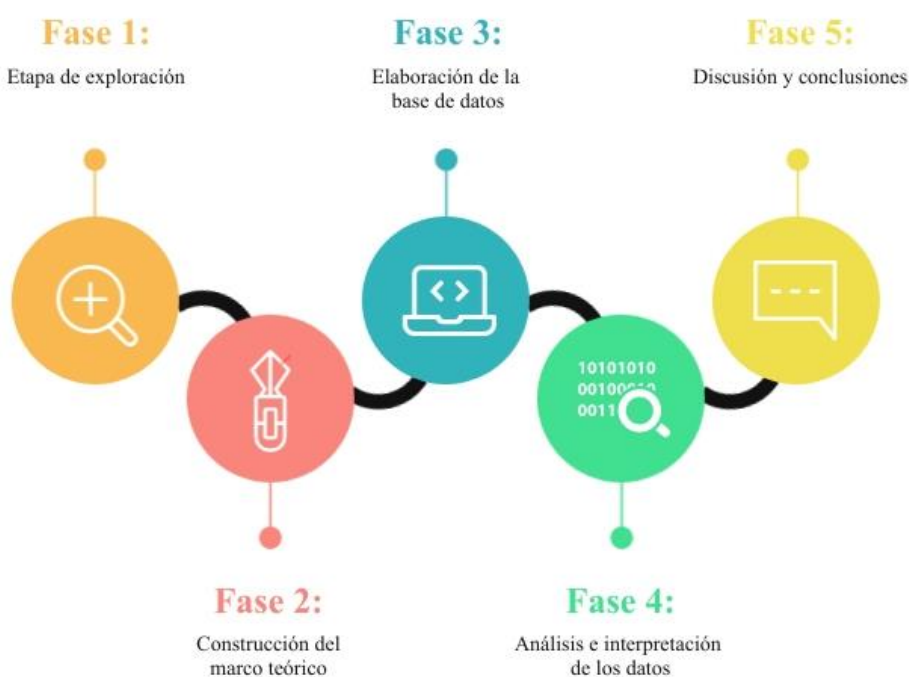 Fase 1:
Etapa de exploración
Fase 2:
Construcción del
marco teórico
Fase 3:
Elaboración de la
base de datos
Fase 4:
Análisis e interpretación
de los datos
Fase 5:
Discusión y conclusiones
10101010
0011